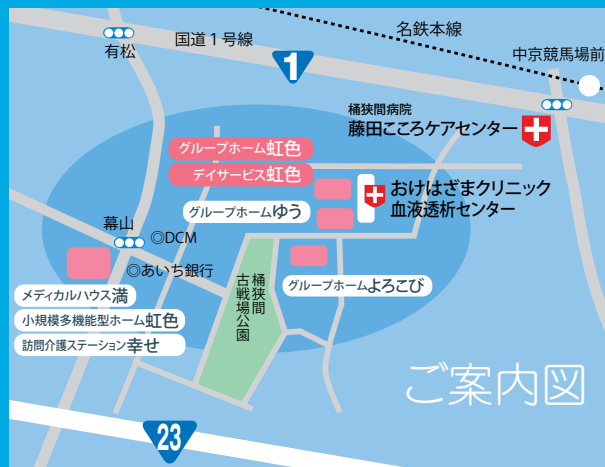 名鉄本線
国道1号線
有松
1
中京競馬場前
桶狭間病院
藤田こころケアセンター
グループホーム虹色
デイサービス虹色
おけはざまクリニック
血液透析センター
グループホームゆう
幕山
◎DCM
◎あいち銀行
桶狭間
古戦場公園
グループホームよろこび
メディカルハウス満
小規模多機能型ホーム虹色
訪問介護ステーション幸せ
ご案内図
23